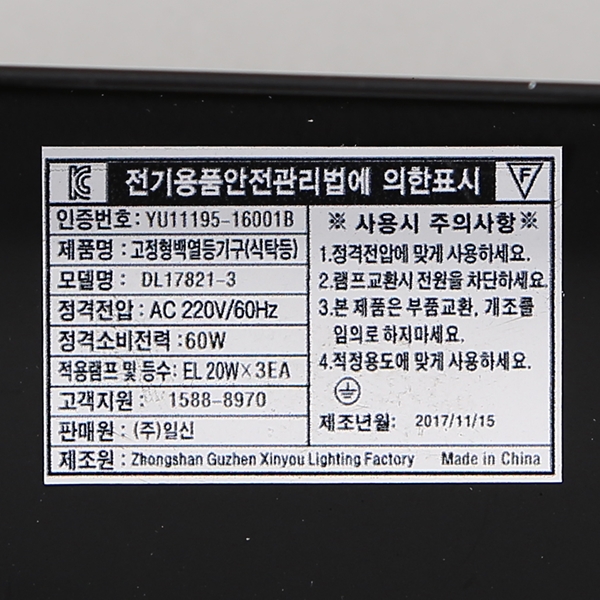 KC 전기용품안전관리법에 의한표시 F
인증번호: YU11195-16001B
제품명: 고정형백열등기구(식탁등)
모델명: DL17821-3
정격전압: AC 220V/60Hz
정격소비전력: 60W
적용램프 및 등수: EL 20W×3EA
고객지원: 1588-8970
판매원: (주)일신
※ 사용시 주의사항※
1.정격전압에 맞게 사용하세요.
2.램프교환시 전원을 차단하세요.
3.본 제품은 부품교환, 개조를
임의로 하지마세요.
4.적정용도에 맞게 사용하세요.
제조년월: 2017/11/15
제조원: Zhongshan Guzhen Xinyou Lighting Factory Made in China